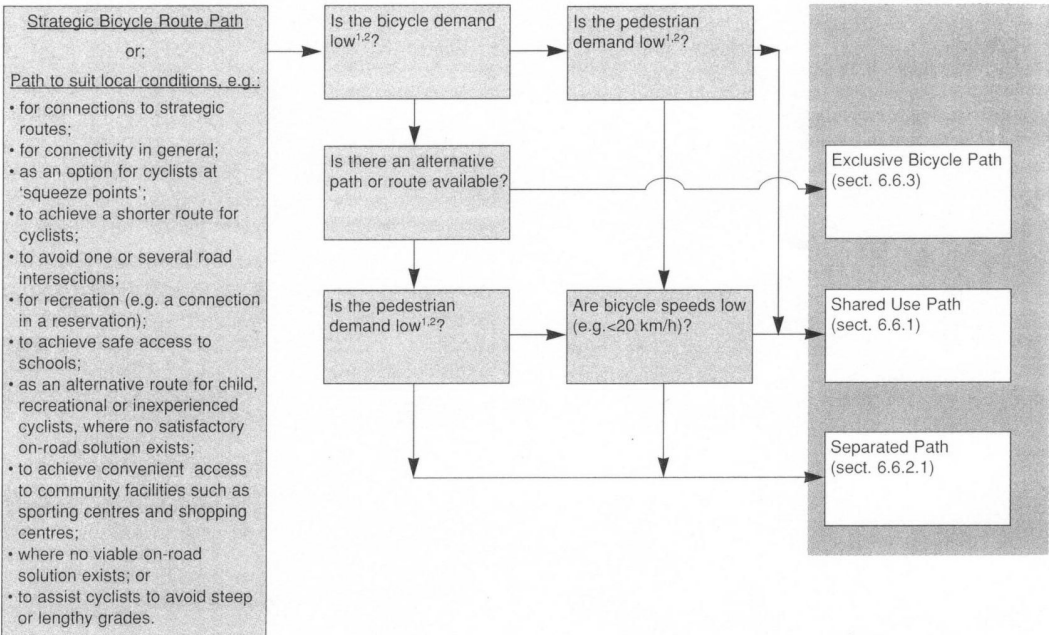 Strategic Bicycle Route Path
or;
Path to suit local conditions, e.g.:
• for connections to strategic
routes;
• for connectivity in general;
• as an option for cyclists at
'squeeze points';
• to achieve a shorter route for
cyclists;
• to avoid one or several road
intersections;
• for recreation (e.g. a connection
in a reservation);
• to achieve safe access to
schools;
• as an alternative route for child,
recreational or inexperienced
cyclists, where no satisfactory
on-road solution exists;
• to achieve convenient access
to community facilities such as
sporting centres and shopping
centres;
• where no viable on-road
solution exists; or
• to assist cyclists to avoid steep
or lengthy grades.
Is the bicycle demand
low1,2?
Is the pedestrian
demand low1,2?
Is there an alternative
path or route available?
Exclusive Bicycle Path
(sect. 6.6.3)
Is the pedestrian
demand low1,2?
Are bicycle speeds low
(e.g.<20 km/h)?
Shared Use Path
(sect. 6.6.1)
Separated Path
(sect. 6.6.2.1)